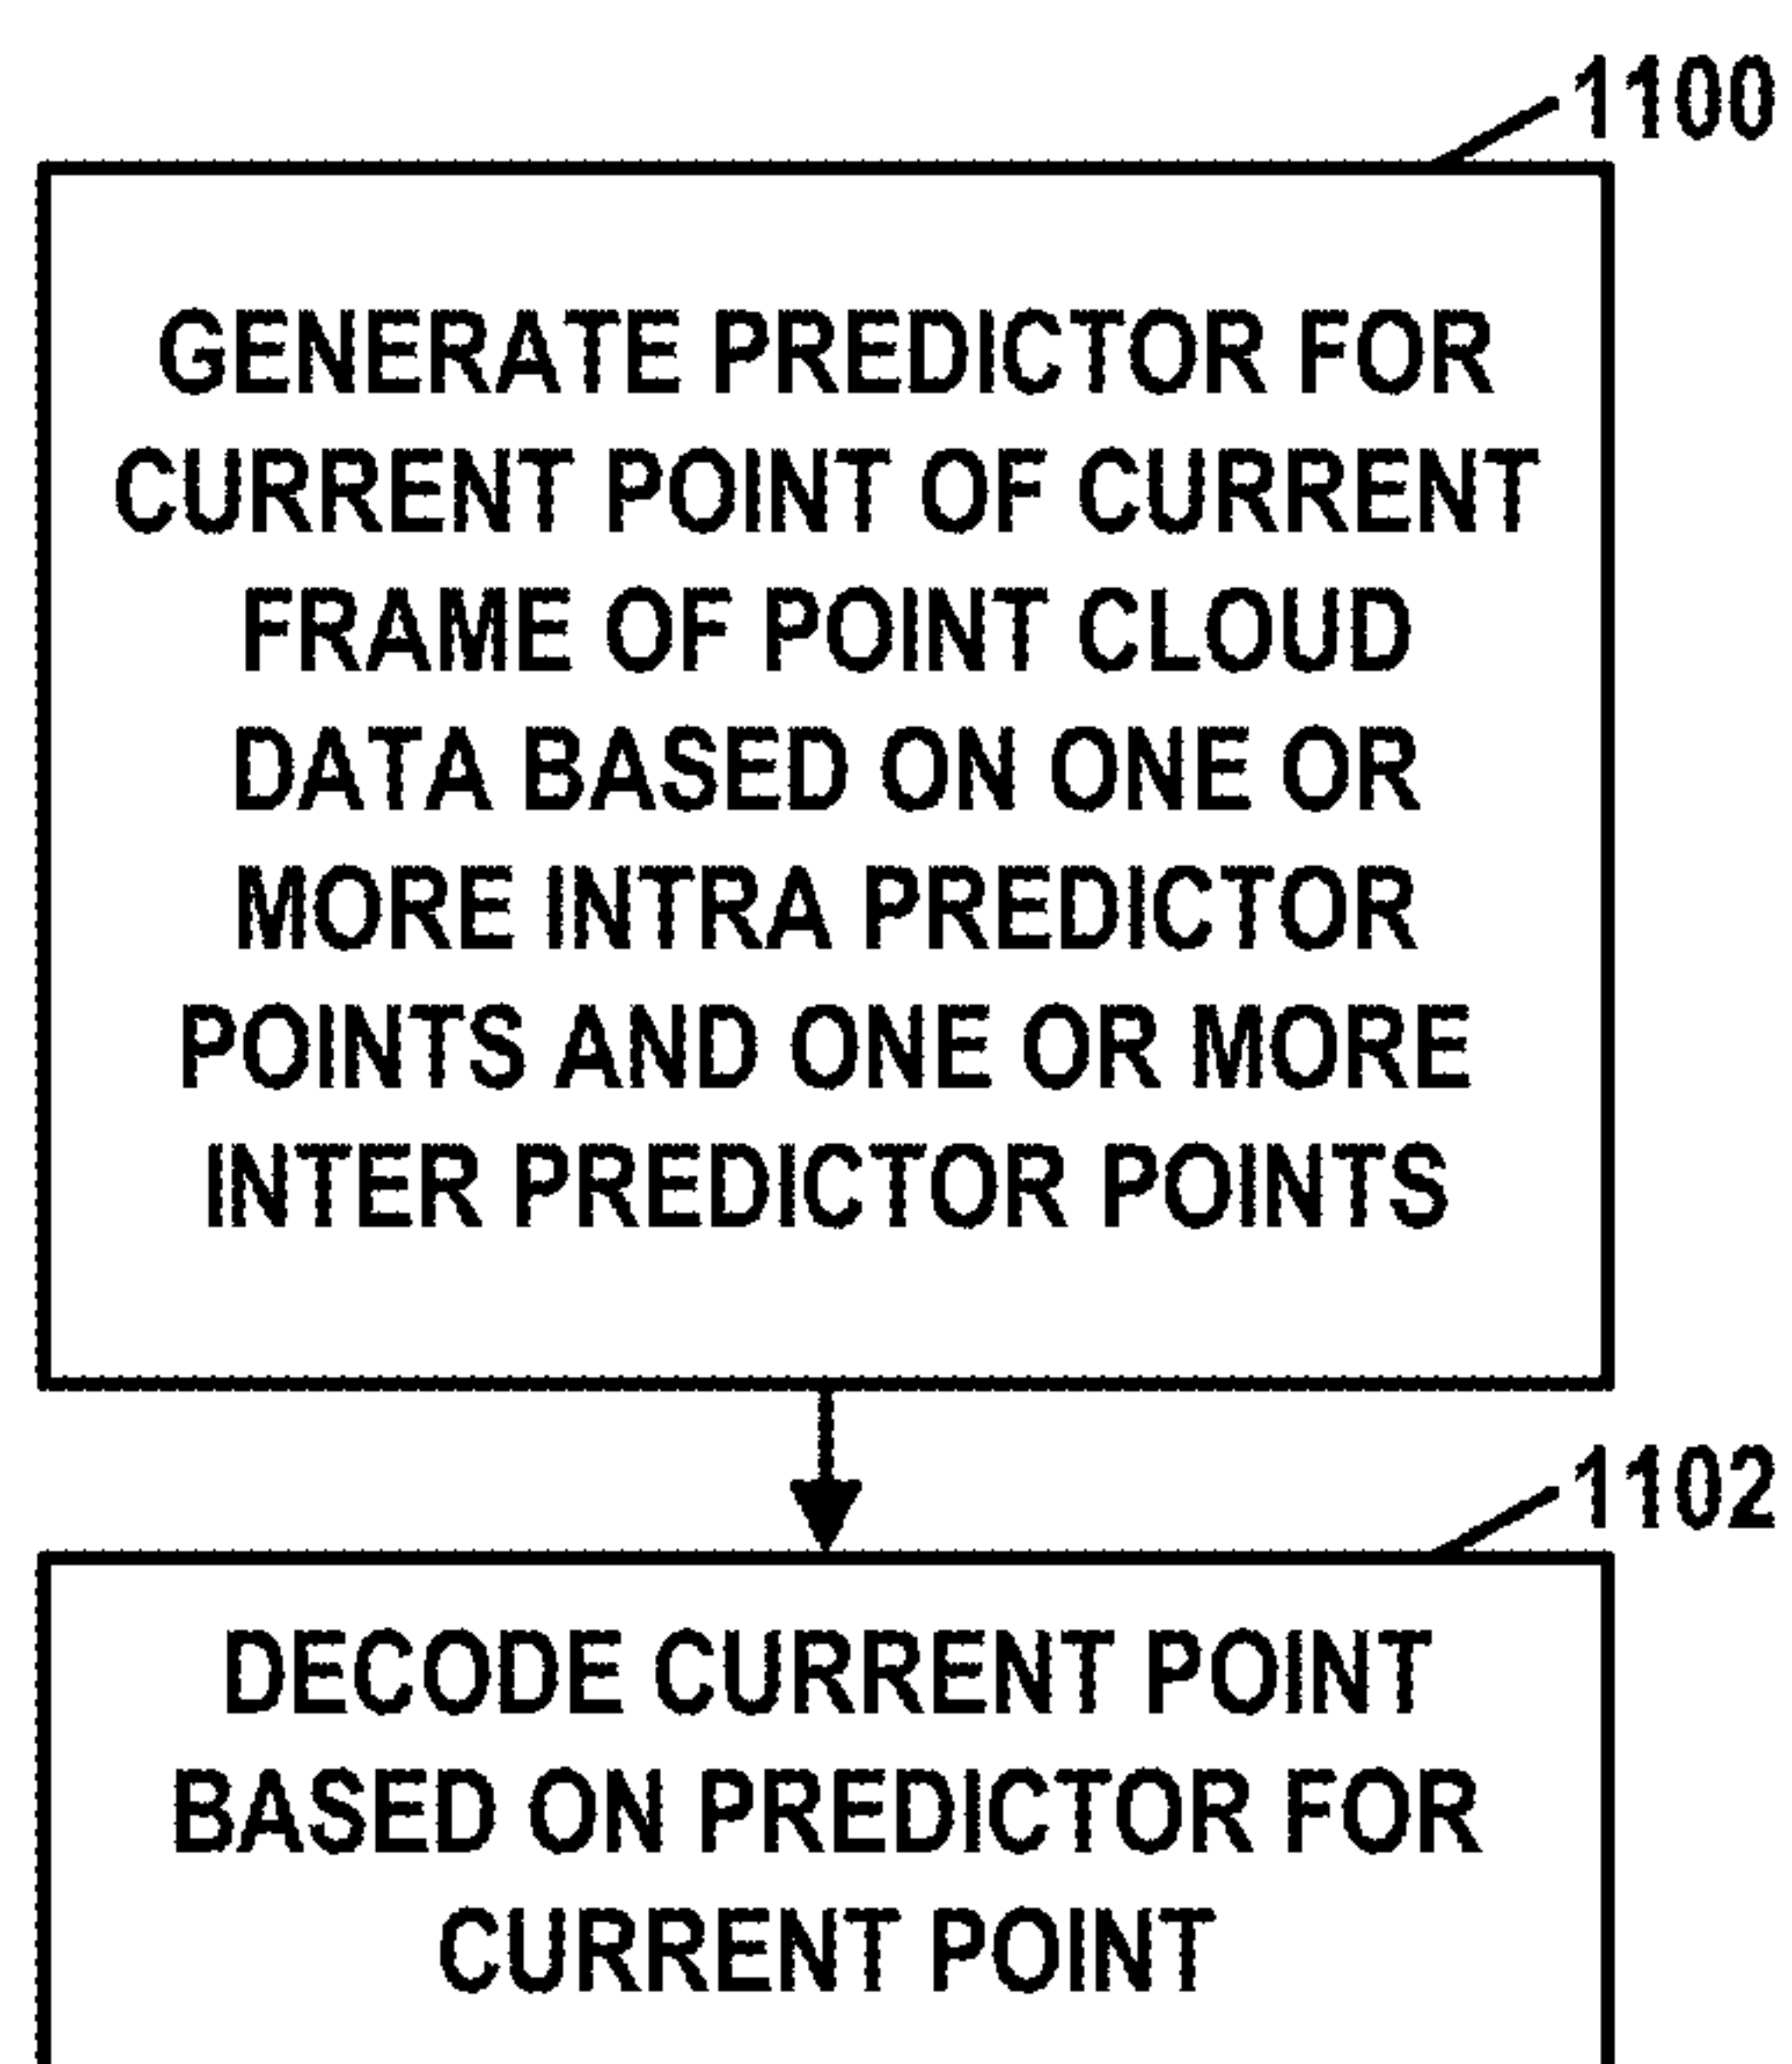 1100
GENERATE PREDICTOR FOR
CURRENT POINT OF CURRENT
FRAME OF POINT CLOUD
DATA BASED ON ONE OR
MORE INTRA PREDICTOR
POINTS AND ONE OR MORE
INTER PREDICTOR POINTS
1102
DECODE CURRENT POINT
BASED ON PREDICTOR FOR
CURRENT POINT